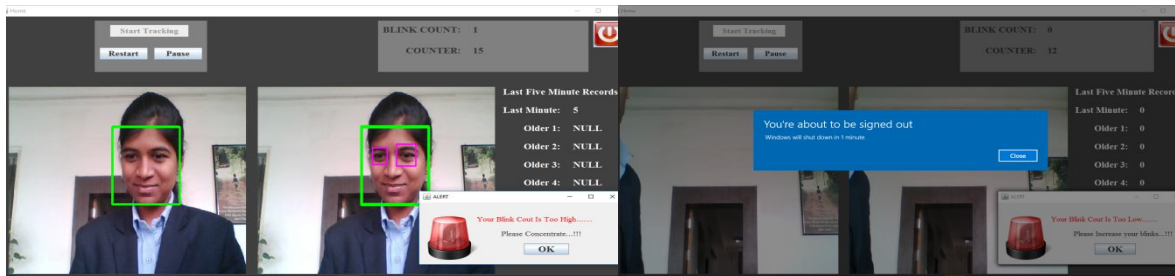 Home
Start Tracking
Restart Pause
BLINK COUNT: 1
COUNTER: 15
Last Five Minute Records
Last Minute: 5
Older 1: NULL
Older 2: NULL
Older 3: NULL
Older 4: NULL
ALERT
Your Blink Cout Is Too High.......
Please Concentrate...!!!
OK
Home
Start Tracking
Restart Pause
BLINK COUNT: 0
COUNTER: 12
Last Five Minute Recor
Last Minute: 0
Older 1: 0
Older 2: 0
Older 3: 0
Older 4: 0
You're about to be signed out
Windows will shut down in 1 minute.
Close
ALERT
Your Blink Cout Is Too Low.......
Please Increase your blinks...!!!
OK